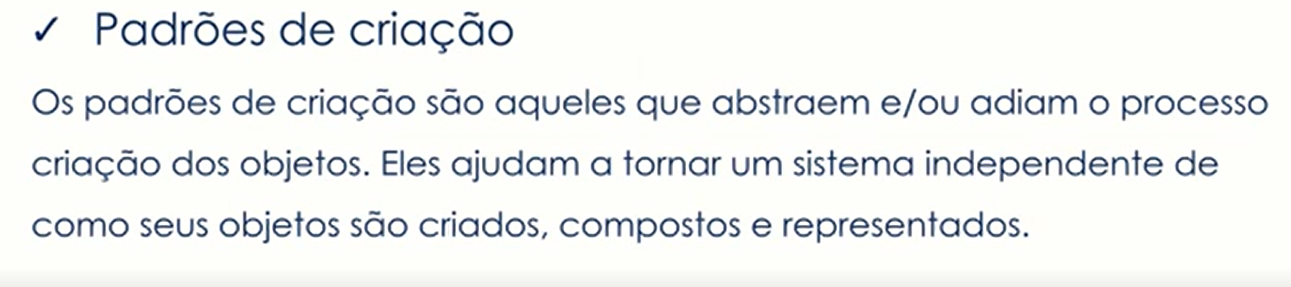 ✓ Padrões de criação
Os padrões de criação são aqueles que abstraem e/ou adiam o processo
criação dos objetos. Eles ajudam a tornar um sistema independente de
como seus objetos são criados, compostos e representados.